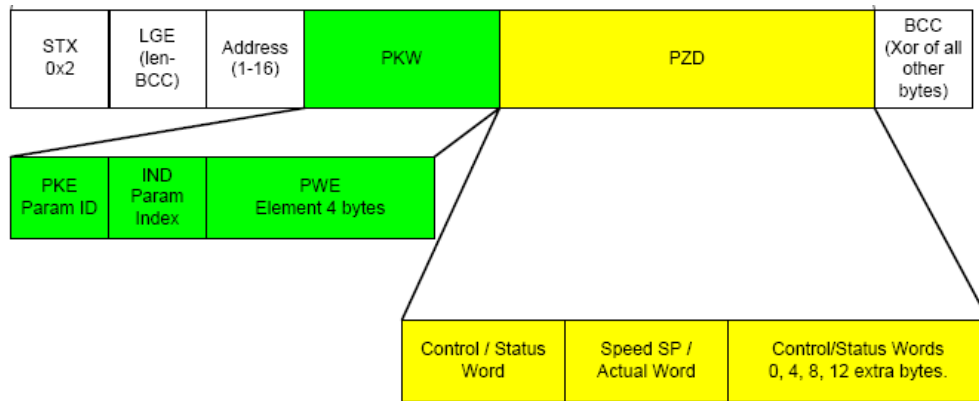 STX
0x2
LGE
(len-
BCC)
Address
(1-16)
PKW
PZD
BCC
(Xor of all
other
bytes)
PKE
Param ID
IND
Param
Index
PWE
Element 4 bytes
Control / Status
Word
Speed SP /
Actual Word
Control/Status Words
0, 4, 8, 12 extra bytes.